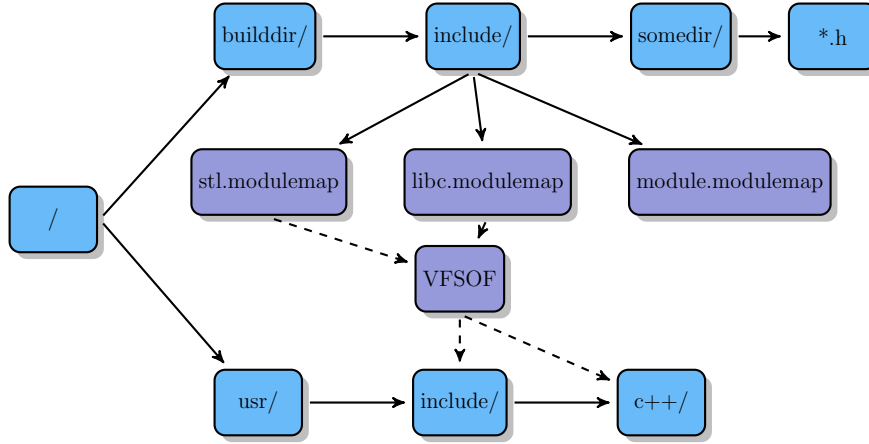 builddir/
include/
somedir/
*.h
stl.modulemap
libc.modulemap
module.modulemap
/
VFSOF
usr/
include/
c++/